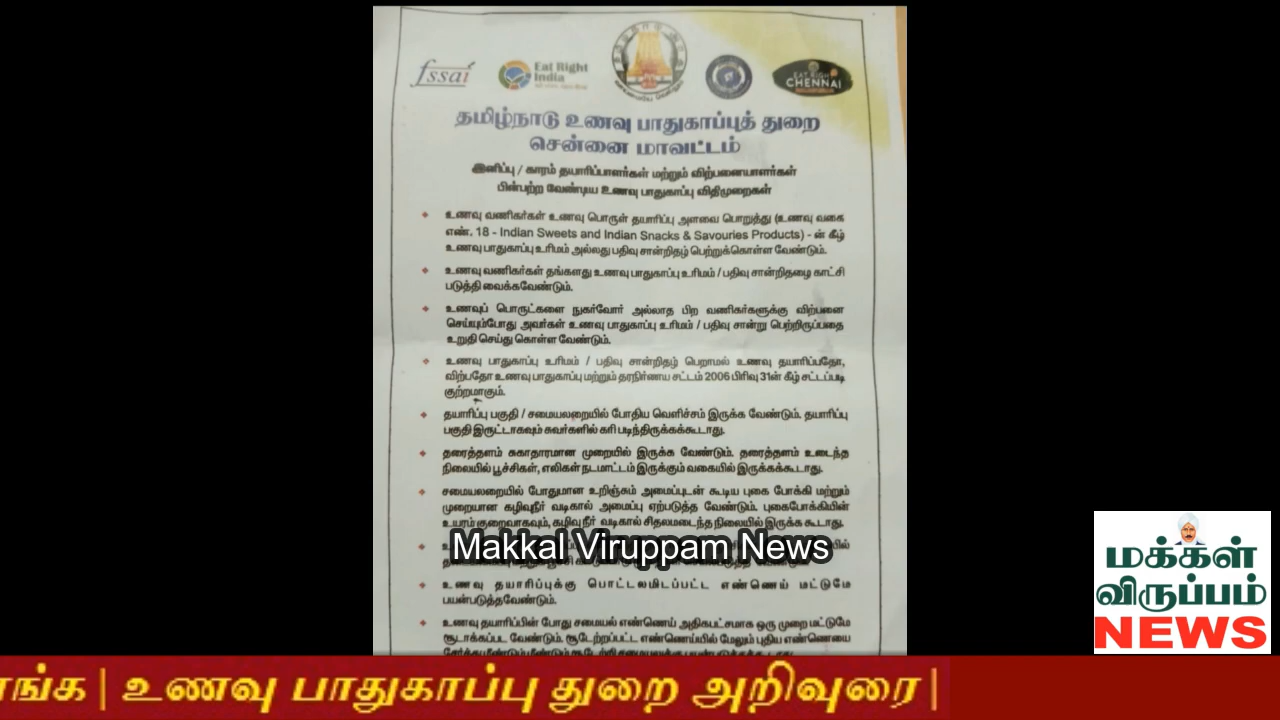 fssai
Eat Right
India
EAT RIGHT
CHENNAI
தமிழ்நாடு உணவு பாதுகாப்புத் துறை
சென்னை மாவட்டம்
இனிப்பு / காரம் தயாரிப்பாளர்கள் மற்றும் விற்பனையாளர்கள்
பின்பற்ற வேண்டிய உணவு பாதுகாப்பு விதிமுறைகள்
உணவு வணிகர்கள் உணவு பொருள் தயாரிப்பு அளவை பொறுத்து (உணவு வகை
எண். 18 - Indian Sweets and Indian Snacks & Savouries Products) - ன் கீழ்
உணவு பாதுகாப்பு உரிமம் அல்லது பதிவு சான்றிதழ் பெற்றுக்கொள்ள வேண்டும்.
உணவு வணிகர்கள் தங்களது உணவு பாதுகாப்பு உரிமம் / பதிவு சான்றிதழை காட்சி
படுத்தி வைக்கவேண்டும்.
உணவுப் பொருட்களை நுகர்வோர் அல்லாத பிற வணிகர்களுக்கு விற்பனை
செய்யும்போது அவர்கள் உணவு பாதுகாப்பு உரிமம் / பதிவு சான்று பெற்றிருப்பதை
உறுதி செய்து கொள்ள வேண்டும்.
உணவு பாதுகாப்பு உரிமம் / பதிவு சான்றிதழ் பெறாமல் உணவு தயாரிப்பதோ,
விற்பதோ உணவு பாதுகாப்பு மற்றும் தரநிர்ணய சட்டம் 2006 பிரிவு 31ன் கீழ் சட்டப்படி
குற்றமாகும்.
தயாரிப்பு பகுதி / சமையலறையில் போதிய வெளிச்சம் இருக்க வேண்டும். தயாரிப்பு
பகுதி இருட்டாகவும் சுவர்களில் கரி படிந்திருக்கக்கூடாது.
தரைத்தளம் சுகாதாரமான முறையில் இருக்க வேண்டும். தரைத்தளம் உடைந்த
நிலையில் பூச்சிகள், எலிகள் நடமாட்டம் இருக்கும் வகையில் இருக்கக்கூடாது.
சமையலறையில் போதுமான உறிஞ்சும் அமைப்புடன் கூடிய புகை போக்கி மற்றும்
முறையான கழிவுநீர் வடிகால் அமைப்பு ஏற்படுத்த வேண்டும். புகைபோக்கியின்
உயரம் குறைவாகவும், கழிவு நீர் வடிகால் சிதலமடைந்த நிலையில் இருக்க கூடாது.
Makkal Viruppam News
உணவு தயாரிப்புக்கு பொட்டலமிடப்பட்ட எண்ணெய் மட்டுமே
பயன்படுத்தவேண்டும்.
உணவு தயாரிப்பின் போது சமையல் எண்ணெய் அதிகபட்சமாக ஒரு முறை மட்டுமே
சூடாக்கப்பட வேண்டும். சூடேற்றப்பட்ட எண்ணெயில் மேலும் புதிய எண்ணெயை
மக்கள்
விருப்பம்
NEWS
ாங்க | உணவு பாதுகாப்பு துறை அறிவுரை |